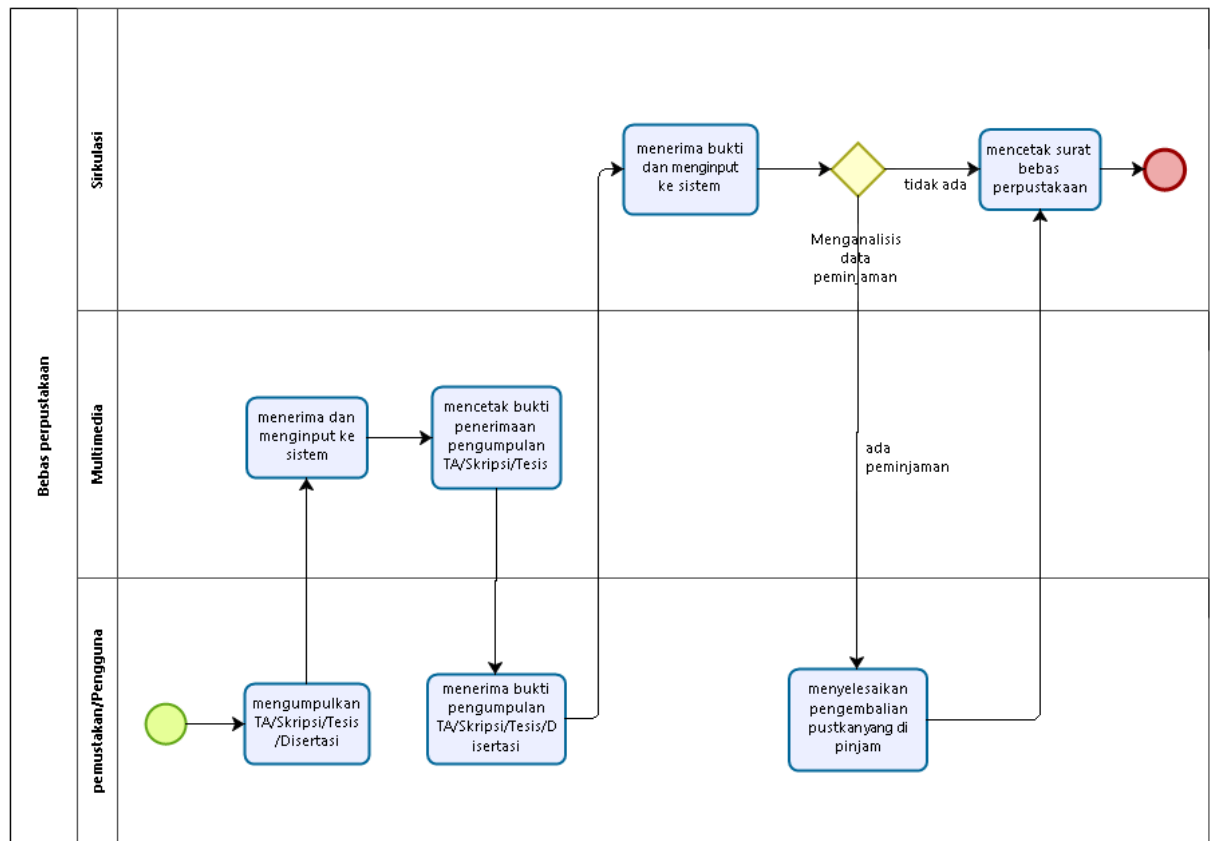 Bebas perpustakaan
Sirkulasi
menerima bukti
dan menginput
ke sistem
Menganalisis
data
peminjaman
tidak ada
mencetak surat
bebas
perpustakaan
Multimedia
menerima dan
menginput ke
sistem
mencetak bukti
penerimaan
pengumpulan
TA/Skripsi/Tesis
ada
peminjaman
pemustakan/Pengguna
mengumpulkan
TA/Skripsi/Tesis
/Disertasi
menerima bukti
pengumpulan
TA/Skripsi/Tesis/D
isertasi
menyelesaikan
pengembalian
pustkanyang di
pinjam